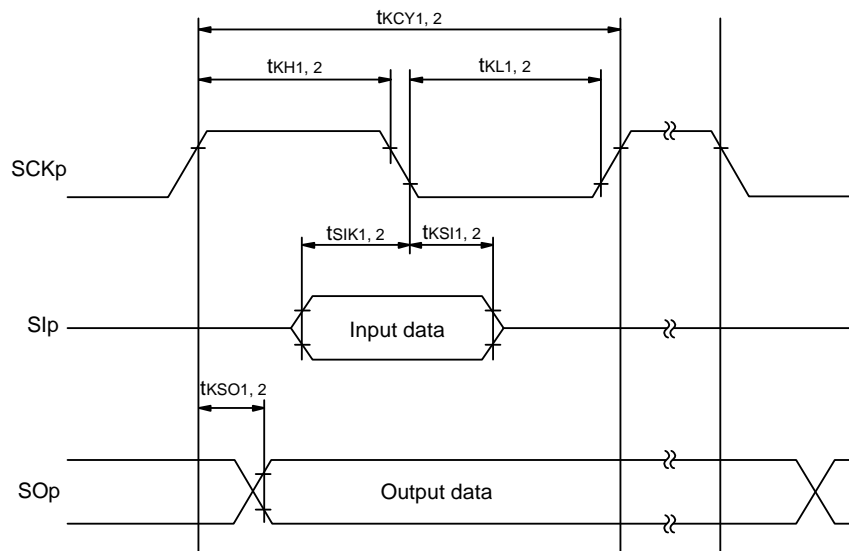 tKCY1, 2
tKH1, 2
tKL1, 2
SCKp
tSIK1, 2
tKSI1, 2
SIp
Input data
tKSO1, 2
SOp
Output data